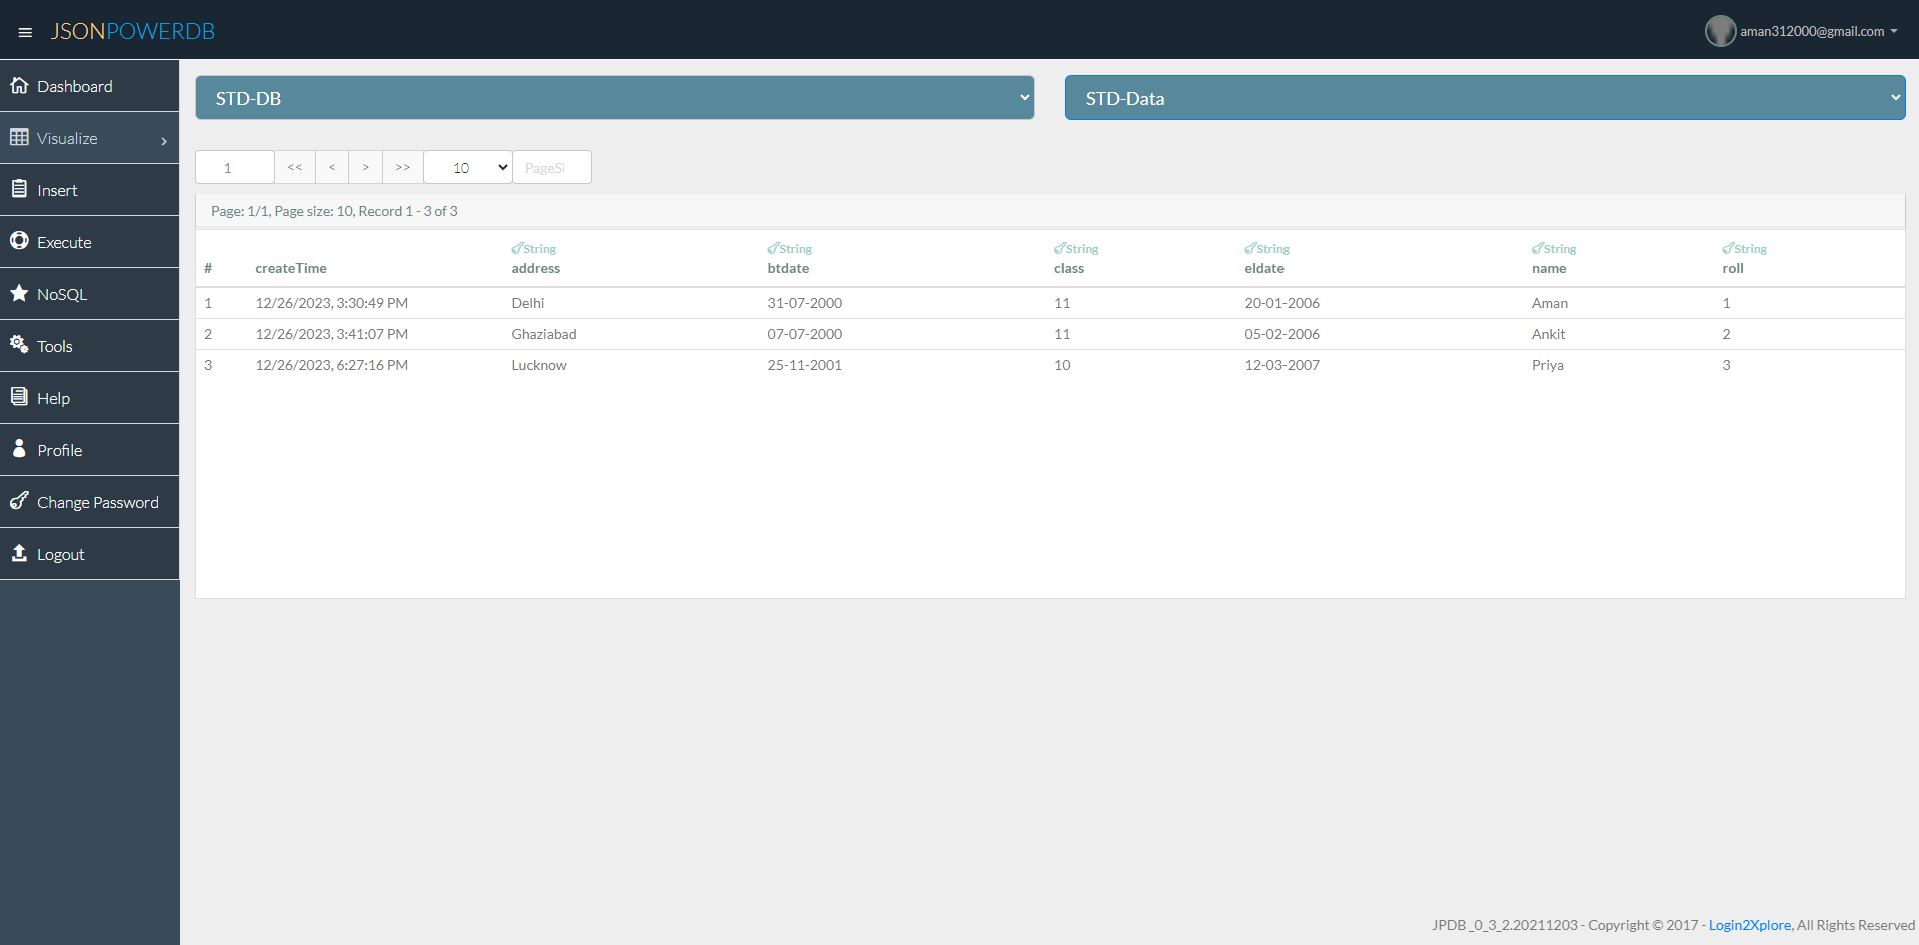 JSONPOWERDB
aman312000@gmail.com
Dashboard
Visualize
Insert
Execute
NoSQL
Tools
Help
Profile
Change Password
Logout
STD-DB STD-Data
1 << < > >> 10 PageSi
Page: 1/1, Page size: 10, Record 1 - 3 of 3
String String String String String String
# createTime address btdate class eldate name roll
1 12/26/2023, 3:30:49 PM Delhi 31-07-2000 11 20-01-2006 Aman 1
2 12/26/2023, 3:41:07 PM Ghaziabad 07-07-2000 11 05-02-2006 Ankit 2
3 12/26/2023, 6:27:16 PM Lucknow 25-11-2001 10 12-03-2007 Priya 3
JPDB_0_3_2.20211203 - Copyright © 2017 - Login2Xplore, All Rights Reserved